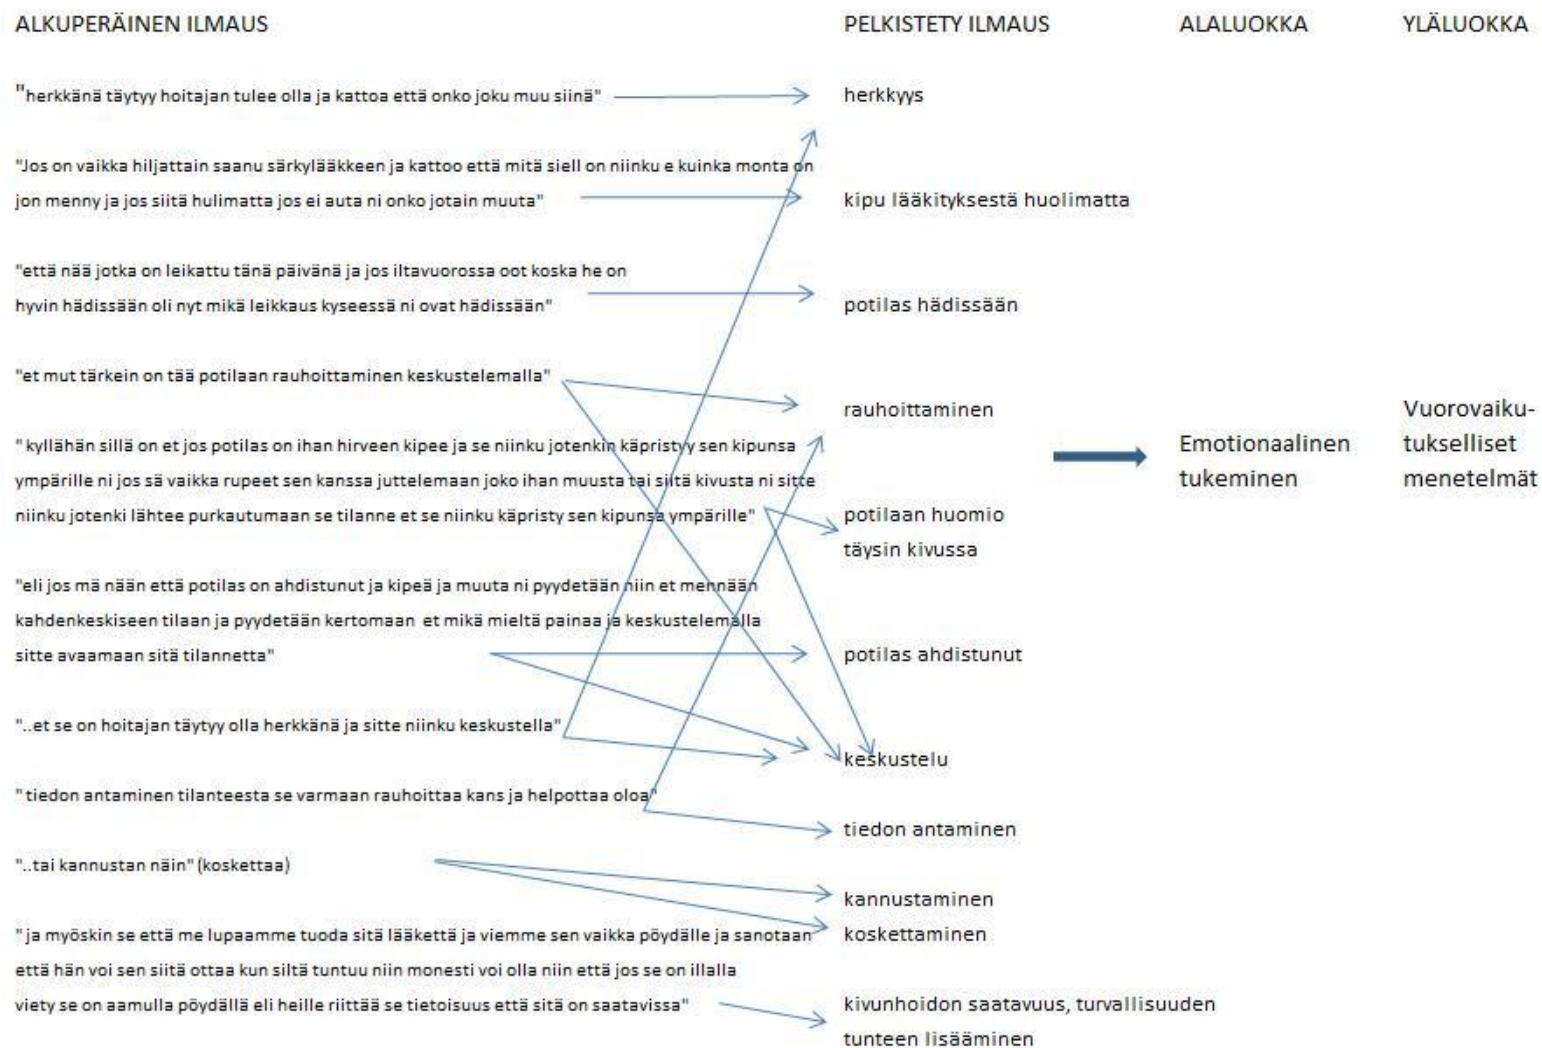 ALKUPERÄINEN ILMAUS PELKISTETY ILMAUS ALALUOKKA YLÄLUOKKA
"herkkänä täytyy hoitajan tulee olla ja kattoa että onko joku muu siinä" herkkyys
"Jos on vaikka hiljattain saanu särkylääkkeen ja kattoo että mitä siell on niinku e kuinka monta on
jon menny ja jos siitä hulimatta jos ei auta ni onko jotain muuta" kipu lääkityksestä huolimatta
"että nää jotka on leikattu tänä päivänä ja jos iltavuorossa oot koska he on
hyvin hädissään oli nyt mikä leikkaus kyseessä ni ovat hädissään" potilas hädissään
"et mut tärkein on tää potilaan rauhoittaminen keskustelemalla"
rauhoittaminen
" kyllähän sillä on et jos potilas on ihan hirveen kipee ja se niinku jotenkin käpristyy sen kipunsa
ympärille ni jos sä vaikka rupeet sen kanssa juttelemaan joko ihan muusta tai siitä kivusta ni sitte
niinku jotenki lähtee purkautumaan se tilanne et se niinku käpristy sen kipunsa ympärille"
potilaan huomio
täysin kivussa
Emotionaalinen
tukeminen
Vuorovaiku-
tukselliset
menetelmät
"eli jos mä nään että potilas on ahdistunut ja kipeä ja muuta ni pyydetään niin et mennään
kahdenkeskiseen tilaan ja pyydetään kertomaan et mikä mieltä painaa ja keskustelemalla
sitte avaamaan sitä tilannetta" potilas ahdistunut
"..et se on hoitajan täytyy olla herkkänä ja sitte niinku keskustella"
keskustelu
" tiedon antaminen tilanteesta se varmaan rauhoittaa kans ja helpottaa oloa"
tiedon antaminen
"..tai kannustan näin" (koskettaa)
kannustaminen
koskettaminen
" ja myöskin se että me lupaamme tuoda sitä lääkettä ja viemme sen vaikka pöydälle ja sanotaan
että hän voi sen siitä ottaa kun siltä tuntuu niin monesti voi olla niin että jos se on illalla
viety se on aamulla pöydällä eli heille riittää se tietoisuus että sitä on saatavissa" kivunhoidon saatavuus, turvallisuuden
tunteen lisääminen